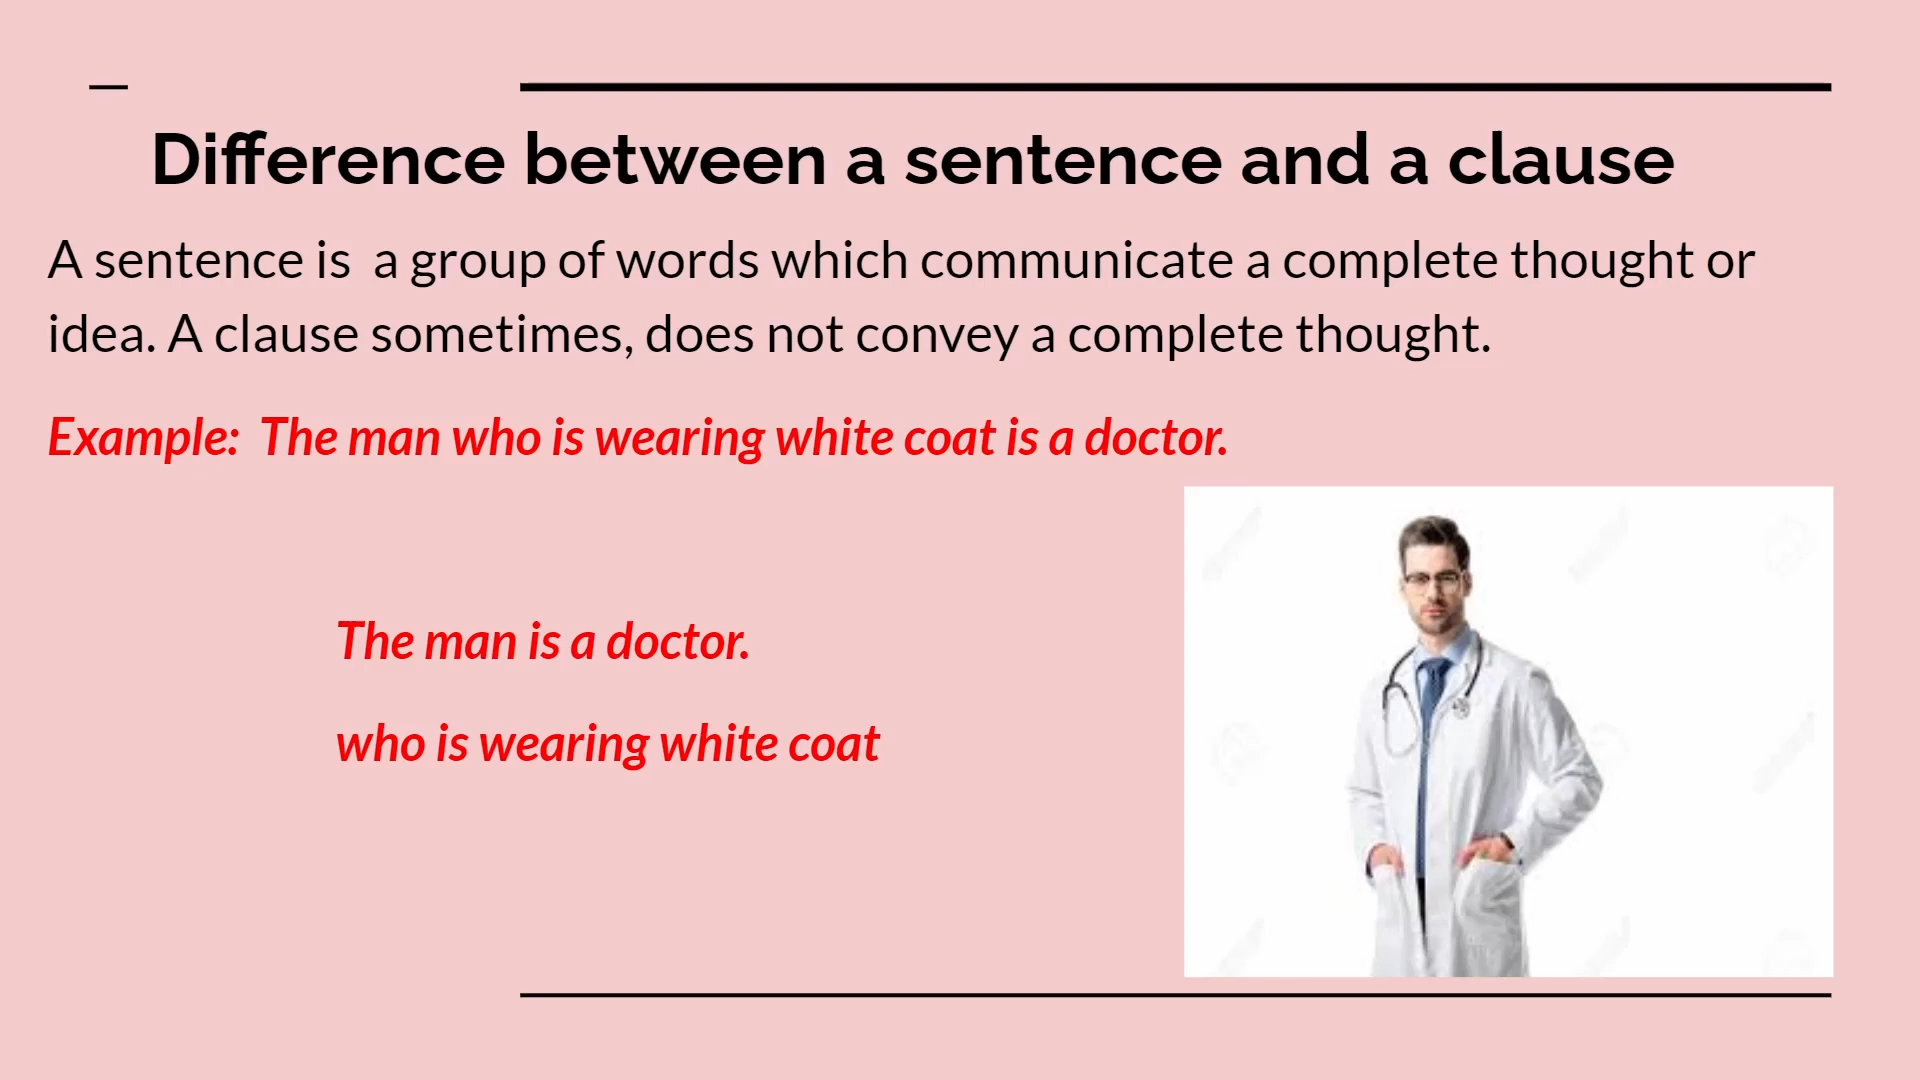 Difference between a sentence and a clause
A sentence is  a group of words which communicate a complete thought or
idea. A clause sometimes, does not convey a complete thought.
Example:  The man who is wearing white coat is a doctor.
The man is a doctor.
who is wearing white coat